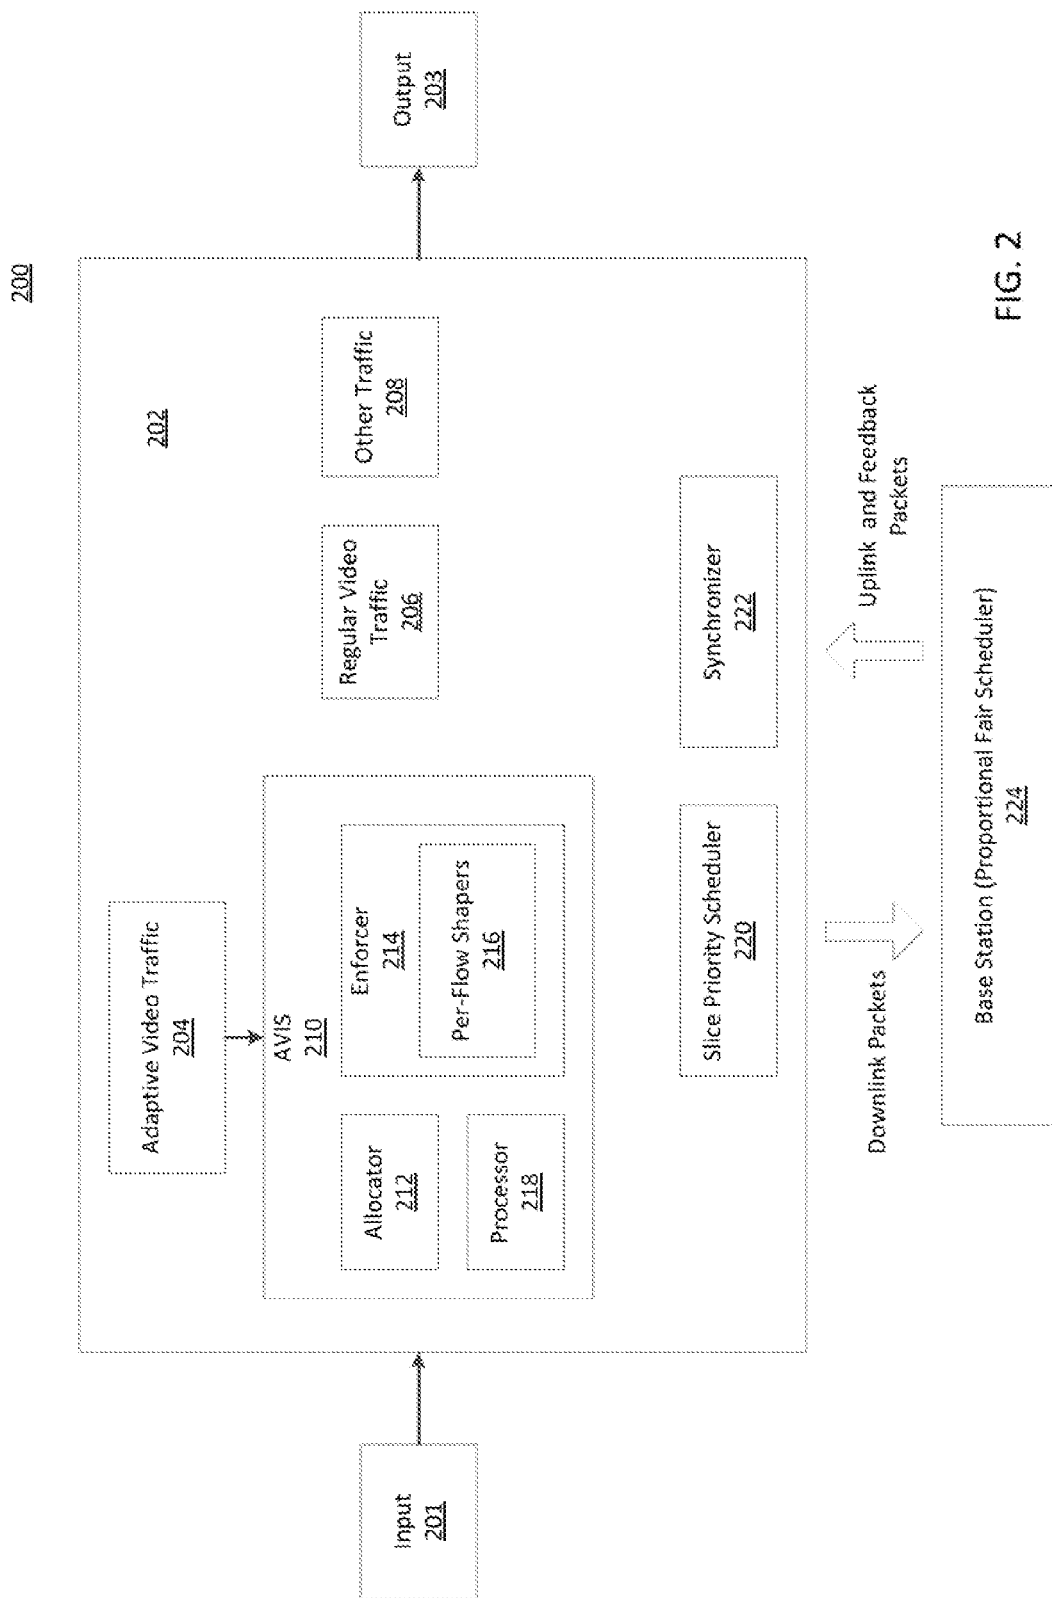 200
202
Adaptive Video Traffic
204
AVIS
210
Allocator
212
Enforcer
214
Per-Flow Shapers
216
Processor
218
Regular Video
Traffic
206
Other Traffic
208
Input
201
Output
203
Slice Priority Scheduler
220
Synchronizer
222
Downlink Packets
Uplink and Feedback
Packets
Base Station (Proportional Fair Scheduler)
224
FIG. 2